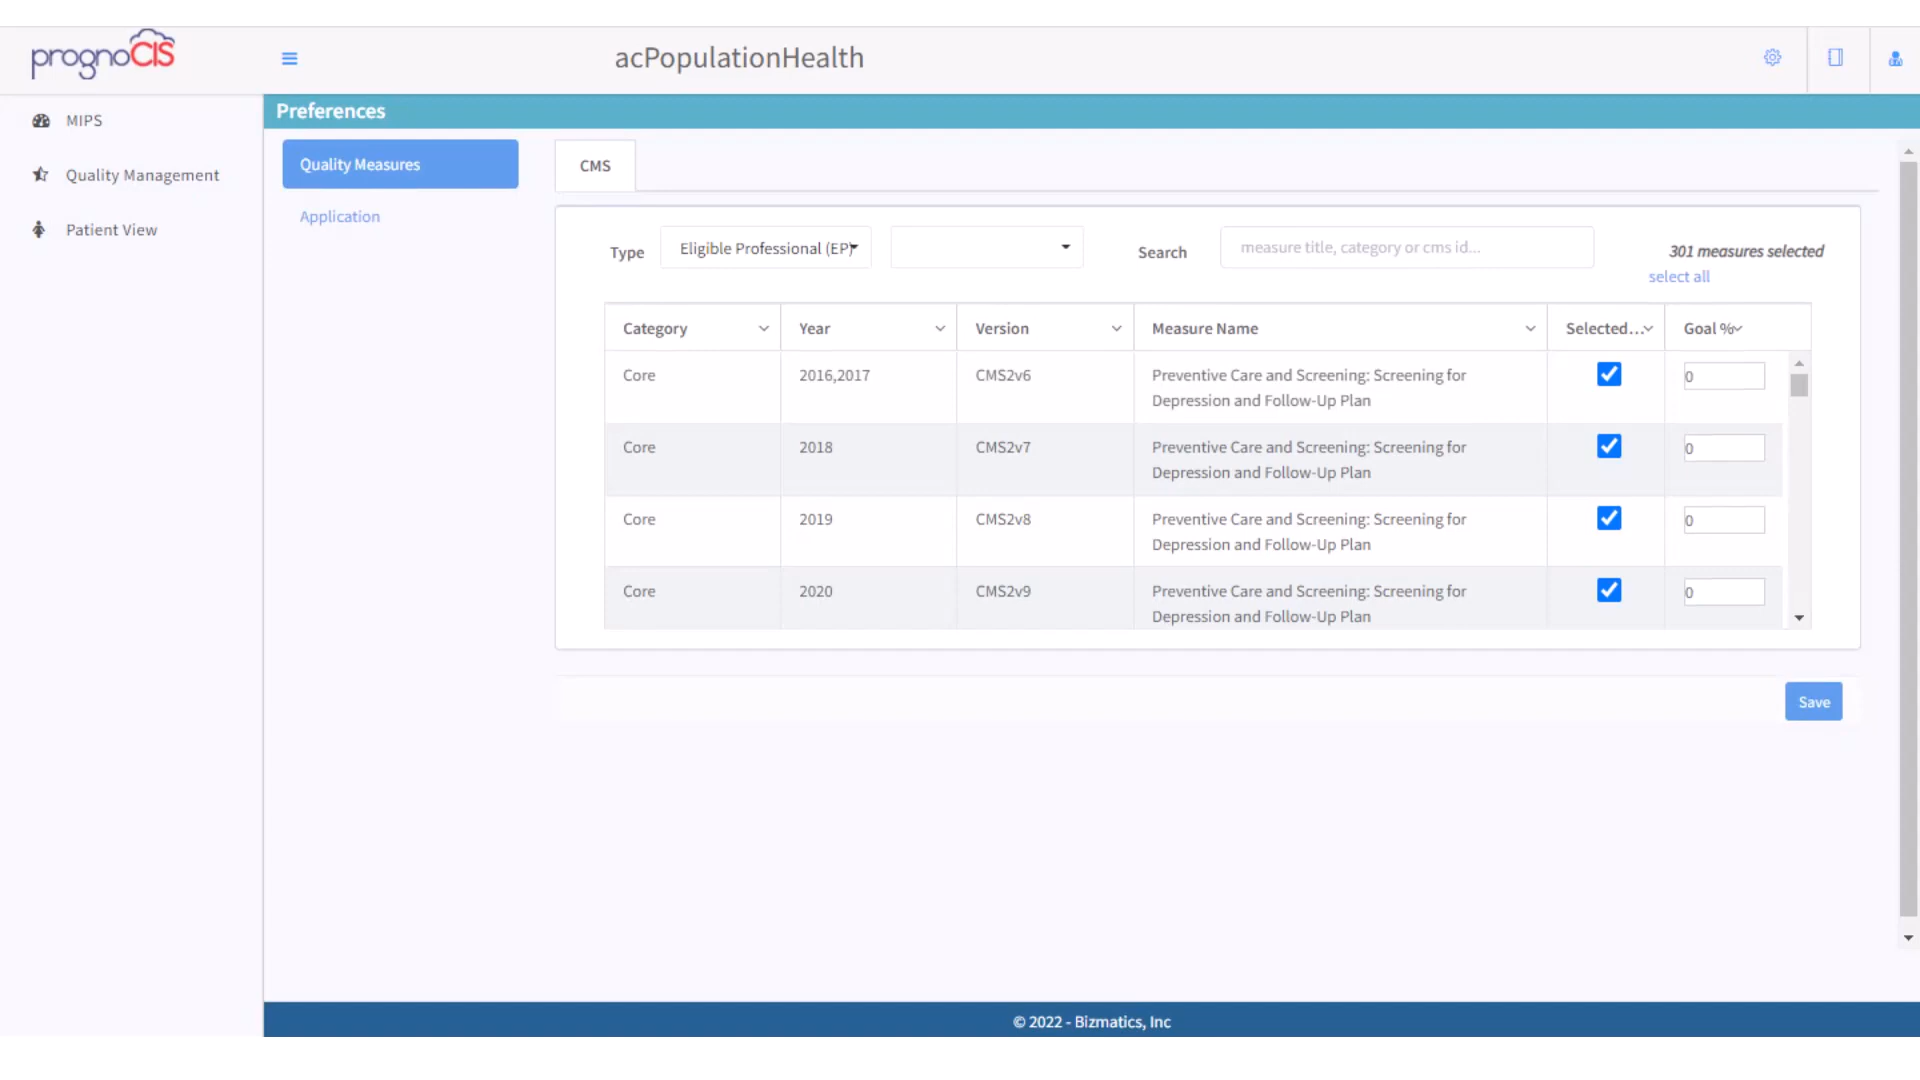 prognoCIS
acPopulationHealth
MIPS
Quality Management
Patient View
Preferences
Quality Measures
Application
CMS
Type
Eligible Professional (EP)
Search
measure title, category or cms id...
301 measures selected
select all
Category Year Version Measure Name Selected... Goal %
Core 2016,2017 CMS2v6 Preventive Care and Screening: Screening for 0
Depression and Follow-Up Plan
Core 2018 CMS2v7 Preventive Care and Screening: Screening for 0
Depression and Follow-Up Plan
Core 2019 CMS2v8 Preventive Care and Screening: Screening for 0
Depression and Follow-Up Plan
Core 2020 CMS2v9 Preventive Care and Screening: Screening for 0
Depression and Follow-Up Plan
Save
© 2022 - Bizmatics, Inc